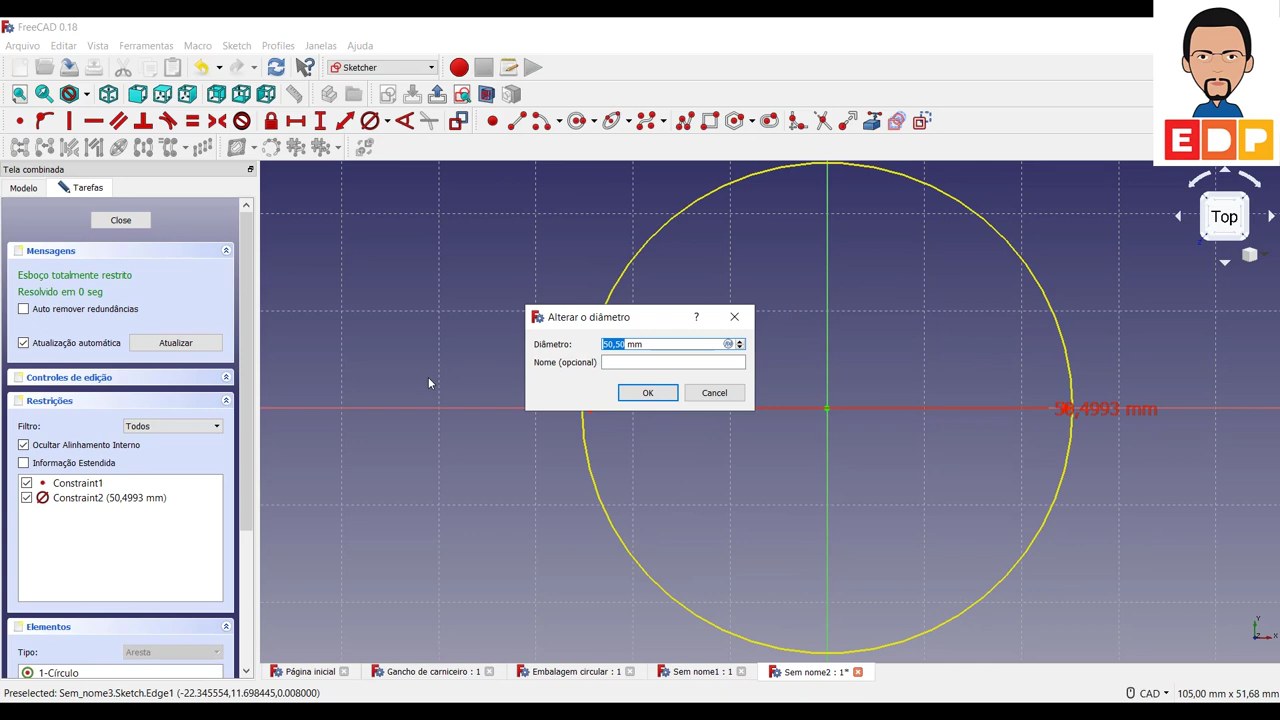 FreeCAD 0.18
Arquivo Editar Vista Ferramentas Macro Sketch Profiles Janelas Ajuda
Sketcher
EDP
Tela combinada
Modelo Tarefas
Close
Mensagens
Esboço totalmente restrito
Resolvido em 0 seg
Auto remover redundâncias
Atualização automática Atualizar
Controles de edição
Restrições
Filtro: Todos
Ocultar Alinhamento Interno
Informação Estendida
Constraint1
Constraint2 (50,4993 mm)
Elementos
Tipo: Aresta
1-Círculo
Top
Alterar o diâmetro ?
Diâmetro: 50,50 mm
Nome (opcional)
OK Cancel
50,4993 mm
Y
Z X
Página inicial Gancho de carniceiro : 1 Embalagem circular : 1 Sem nome1 : 1 Sem nome2 : 1*
Preselected: Sem_nome3.Sketch.Edge1 (-22.345554,11.698445,0.008000) CAD 105,00 mm x 51,68 mm